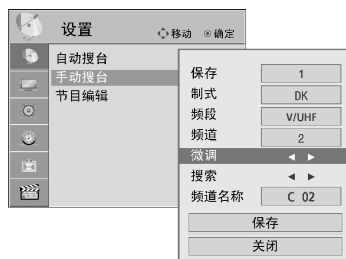 设置
移动 确定
自动搜台
手动搜台
节目编辑
保存 1
制式 DK
频段 V/UHF
频道 2
微调 ◀ ▶
搜索 ◀ ▶
频道名称 C 02
保存
关闭